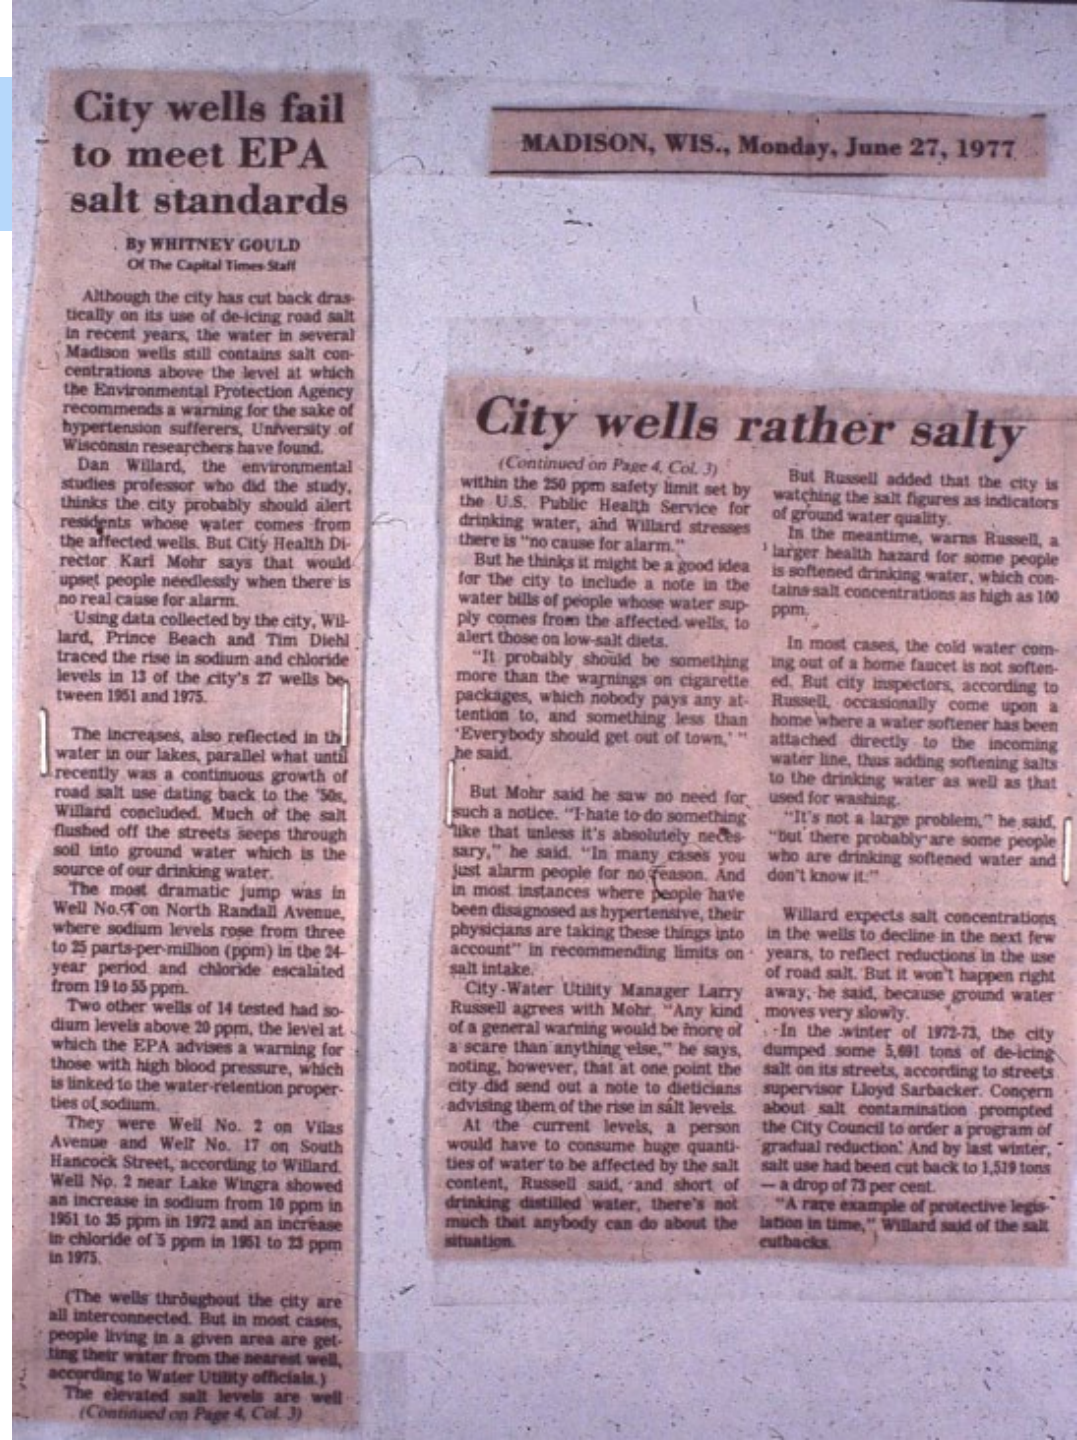 City wells fail
to meet EPA
salt standards
By WHITNEY GOULD
Of The Capital Times Staff
Although the city has cut back dras-
tically on its use of de-icing road salt
in recent years, the water in several
Madison wells still contains salt con-
centrations above the level at which
the Environmental Protection Agency
recommends a warning for the sake of
hypertension sufferers, University of
Wisconsin researchers have found.
Dan Willard, the environmental
studies professor who did the study,
thinks the city probably should alert
residents whose water comes from
the affected wells. But City Health Di-
rector Karl Mohr says that would
upset people needlessly when there is
no real cause for alarm.
Using data collected by the city, Wil-
lard, Prince Beach and Tim Diehl
traced the rise in sodium and chloride
levels in 13 of the city's 27 wells be-
tween 1951 and 1975.
The increases, also reflected in the
water in our lakes, parallel what until
recently was a continuous growth of
road salt use dating back to the '50s,
Willard concluded. Much of the salt
flushed off the streets seeps through
soil into ground water which is the
source of our drinking water.
The most dramatic jump was in
Well No. on North Randall Avenue,
where sodium levels rose from three
to 25 parts-per-million (ppm) in the 24-
year period and chloride escalated
from 19 to 55 ppm.
Two other wells of 14 tested had so-
dium levels above 20 ppm, the level at
which the EPA advises a warning for
those with high blood pressure, which
is linked to the water-retention proper-
ties of sodium.
They were Well No. 2 on Vilas
Avenue and Well No. 17 on South
Hancock Street, according to Willard.
Well No. 2 near Lake Wingra showed
an increase in sodium from 10 ppm in
1951 to 35 ppm in 1972 and an increase
in chloride of 5 ppm in 1951 to 23 ppm
in 1975.
(The wells throughout the city are
all interconnected. But in most cases,
people living in a given area are get-
ting their water from the nearest well,
according to Water Utility officials.)
The elevated salt levels are well
(Continued on Page 4, Col. 3)
MADISON, WIS., Monday, June 27, 1977
City wells rather salty
(Continued on Page 4, Col. 3)
within the 250 ppm safety limit set by
the U.S. Public Health Service for
drinking water, and Willard stresses
there is "no cause for alarm."
But he thinks it might be a good idea
for the city to include a note in the
water bills of people whose water sup-
ply comes from the affected wells, to
alert those on low-salt diets.
"It probably should be something
more than the warnings on cigarette
packages, which nobody pays any at-
tention to, and something less than
'Everybody should get out of town,' "
he said.
But Mohr said he saw no need for
such a notice. "I hate to do something
like that unless it's absolutely neces-
sary," he said. "In many cases you
just alarm people for no reason. And
in most instances where people have
been disagnosed as hypertensive, their
physicians are taking these things into
account" in recommending limits on
salt intake.
City Water Utility Manager Larry
Russell agrees with Mohr. "Any kind
of a general warning would be more of
a scare than anything else," he says,
noting, however, that at one point the
city did send out a note to dieticians
advising them of the rise in salt levels.
At the current levels, a person
would have to consume huge quanti-
ties of water to be affected by the salt
content, Russell said, and short of
drinking distilled water, there's not
much that anybody can do about the
situation.
But Russell added that the city is
watching the salt figures as indicators
of ground water quality.
In the meantime, warns Russell, a
larger health hazard for some people
is softened drinking water, which con-
tains salt concentrations as high as 100
ppm.
In most cases, the cold water com-
ing out of a home faucet is not soften-
ed. But city inspectors, according to
Russell, occasionally come upon a
home where a water softener has been
attached directly to the incoming
water line, thus adding softening salts
to the drinking water as well as that
used for washing.
"It's not a large problem," he said,
"but there probably are some people
who are drinking softened water and
don't know it."
Willard expects salt concentrations
in the wells to decline in the next few
years, to reflect reductions in the use
of road salt. But it won't happen right
away, he said, because ground water
moves very slowly.
In the winter of 1972-73, the city
dumped some 5,691 tons of de-icing
salt on its streets, according to streets
supervisor Lloyd Sarbacker. Concern
about salt contamination prompted
the City Council to order a program of
gradual reduction. And by last winter,
salt use had been cut back to 1,519 tons
— a drop of 73 per cent.
"A rare example of protective legis-
lation in time," Willard said of the salt
cutbacks.